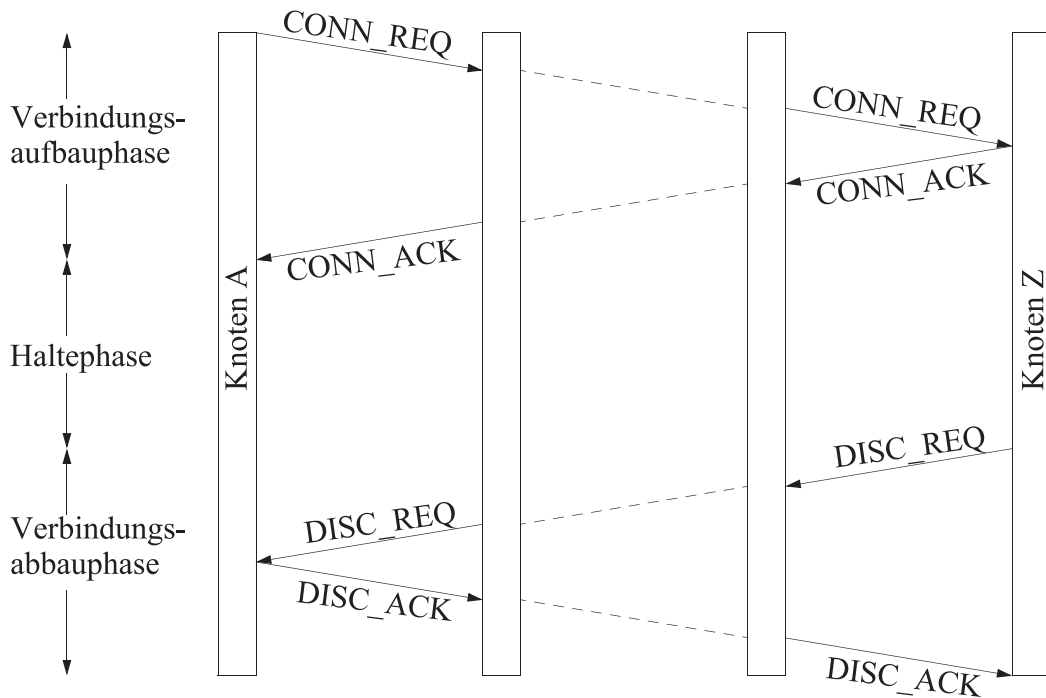 CONN_REQ
Verbindungs-
aufbauphase
CONN_REQ
CONN_ACK
CONN_ACK
Knoten A
Knoten Z
Haltephase
DISC_REQ
DISC_REQ
Verbindungs-
abbauphase
DISC_ACK
DISC_ACK